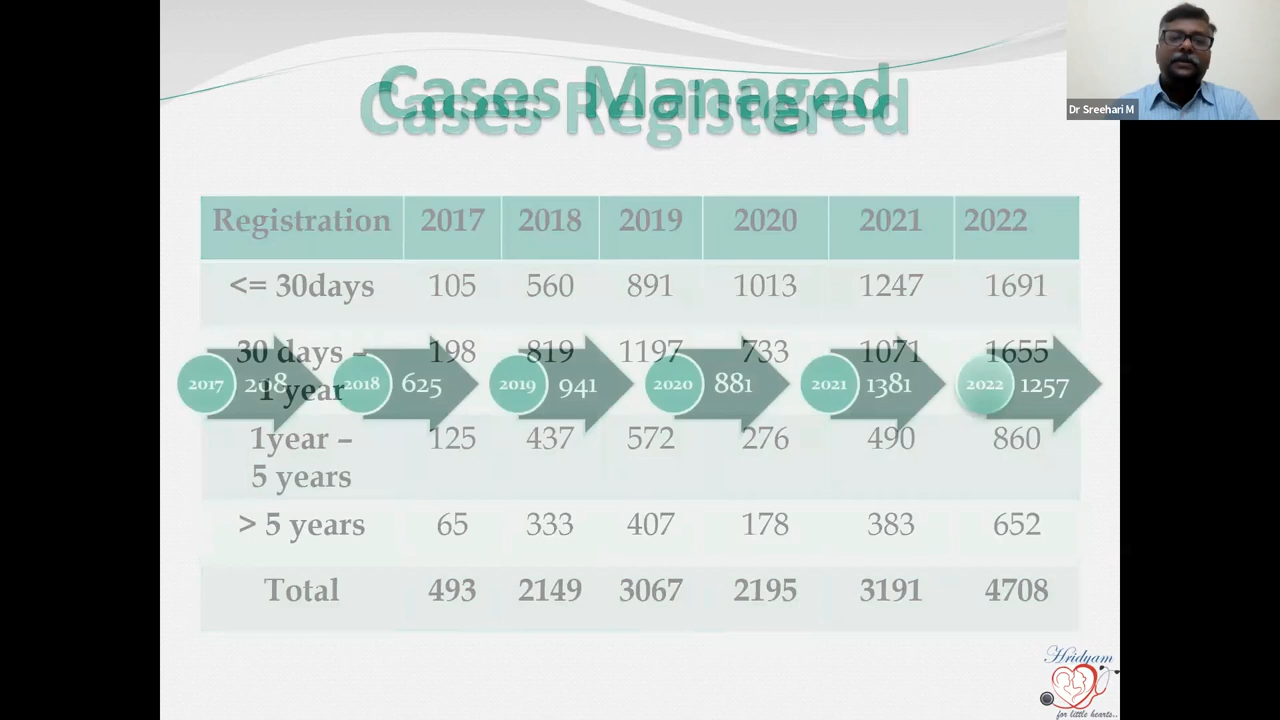 Cases Managed
Cases Registered
Dr Sreehari M
Registration 2017 2018 2019 2020 2021 2022
<= 30days 105 560 891 1013 1247 1691
30 days – 198 819 1197 733 1071 1655
1 year
2017 208 2018 625 2019 941 2020 881 2021 1381 2022 1257
1year – 125 437 572 276 490 860
5 years
> 5 years 65 333 407 178 383 652
Total 493 2149 3067 2195 3191 4708
Hridyam
for little hearts..